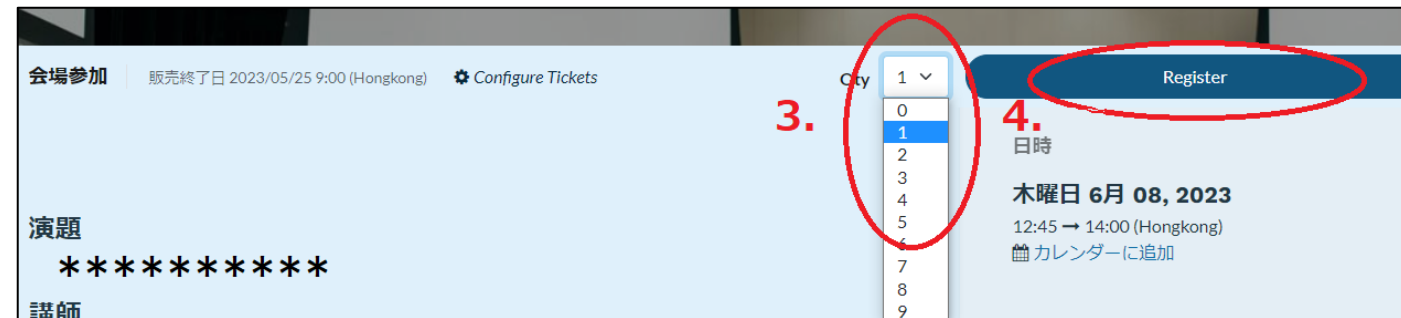 会場参加 販売終了日 2023/05/25 9:00 (Hongkong) Configure Tickets Qty 1 Register
3.
4.
0
1
2
3
4
5
6
7
8
9
日時
木曜日 6月 08, 2023
12:45 → 14:00 (Hongkong)
カレンダーに追加
演題
**********
講師